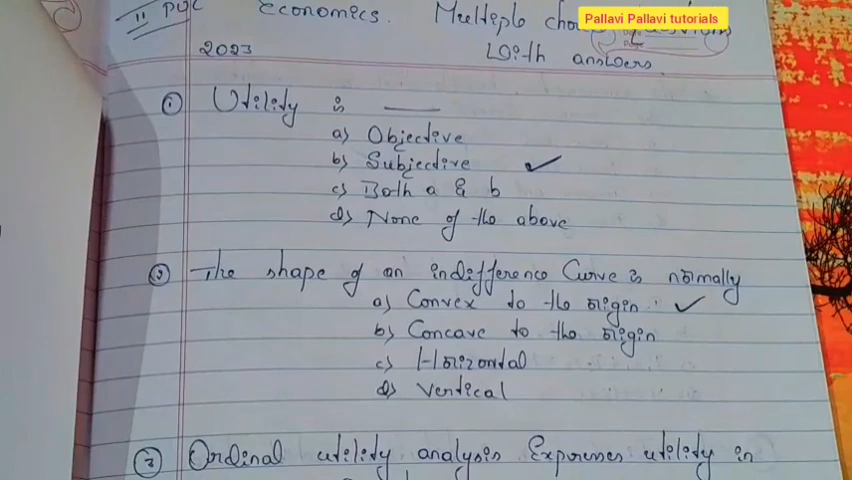 II PUC Economics. Multiple
Pallavi Pallavi tutorials
2023 With answers.
① Utility is ___
a) Objective
b) Subjective ✓
c) Both a & b
d) None of the above
② The shape of an indifference Curve is normally
a) Convex to the origin. ✓
b) Concave to the origin
c) Horizontal
d) Vertical
③ Ordinal utility analysis Expresses utility in